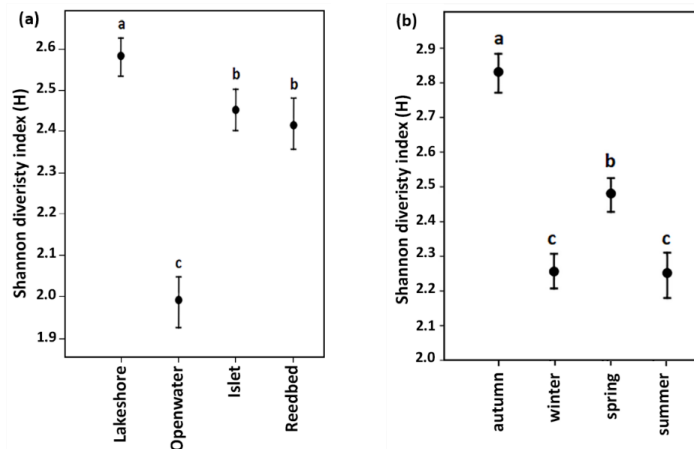 (a)
Shannon diveristy index (H)
2.6
2.5
2.4
2.3
2.2
2.1
2.0
1.9
a
c
b
b
Lakeshore
Openwater
Islet
Reedbed
(b)
Shannon diveristy index (H)
2.9
2.8
2.7
2.6
2.5
2.4
2.3
2.2
2.1
2.0
a
c
b
c
autumn
winter
spring
summer